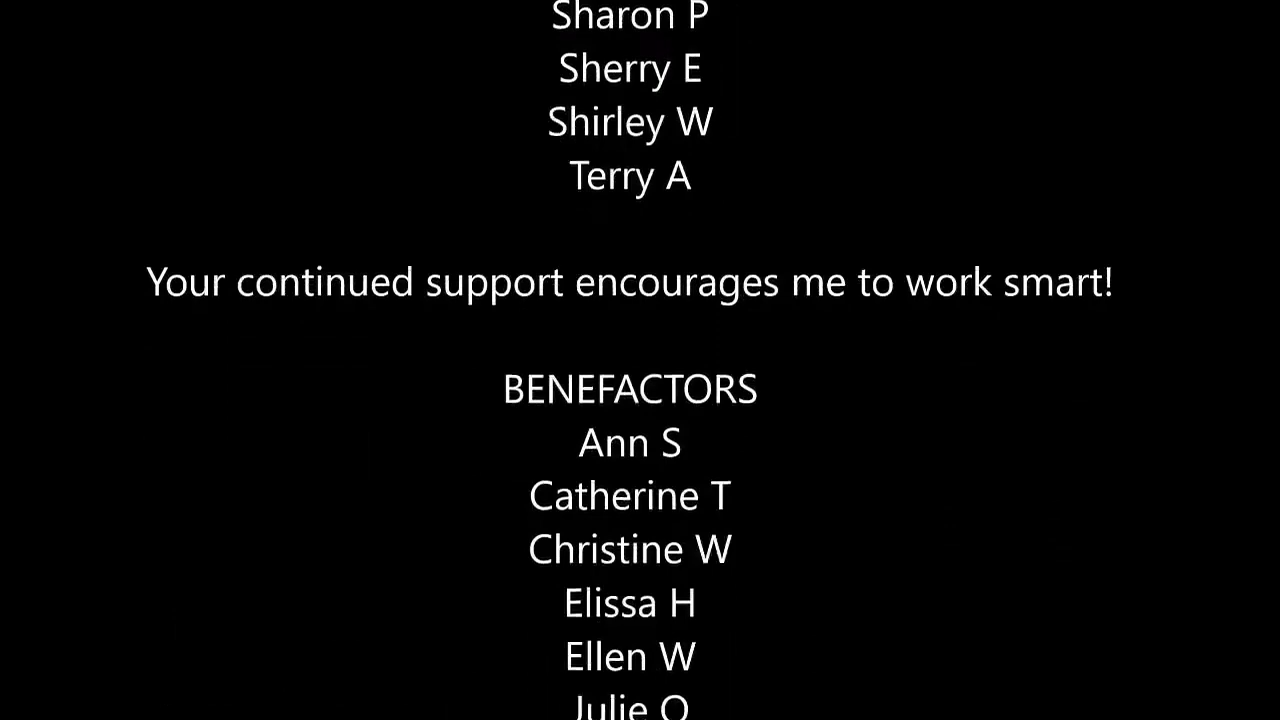 Sharon P
Sherry E
Shirley W
Terry A
Your continued support encourages me to work smart!
BENEFACTORS
Ann S
Catherine T
Christine W
Elissa H
Ellen W
Julie